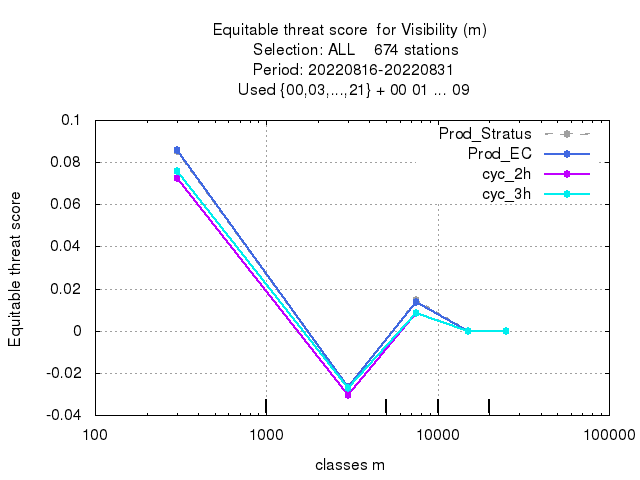 Equitable threat score  for Visibility (m)
Selection: ALL    674 stations
Period: 20220816-20220831
Used {00,03,...,21} + 00 01 ... 09
Prod_Stratus
Prod_EC
cyc_2h
cyc_3h
Equitable threat score
0.1
0.08
0.06
0.04
0.02
0
-0.02
-0.04
100 1000 10000 100000
classes m